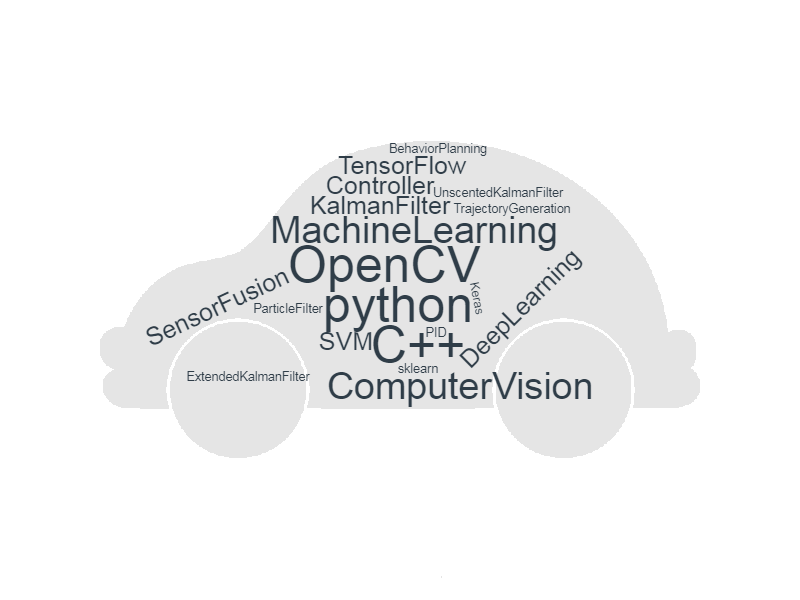 BehaviorPlanning
TensorFlow
Controller
UnscentedKalmanFilter
KalmanFilter
TrajectoryGeneration
MachineLearning
OpenCV
SensorFusion
DeepLearning
Keras
python
ParticleFilter
PID
C++
SVM
sklearn
ExtendedKalmanFilter
ComputerVision